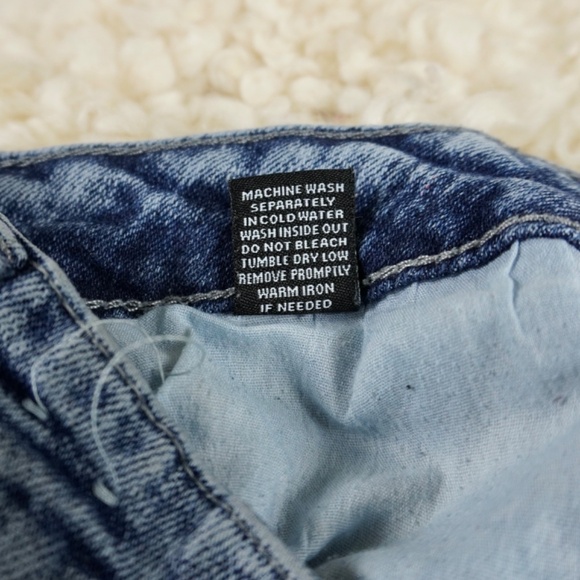 MACHINE WASH
SEPARATELY
IN COLD WATER
WASH INSIDE OUT
DO NOT BLEACH
TUMBLE DRY LOW
REMOVE PROMPTLY
WARM IRON
IF NEEDED